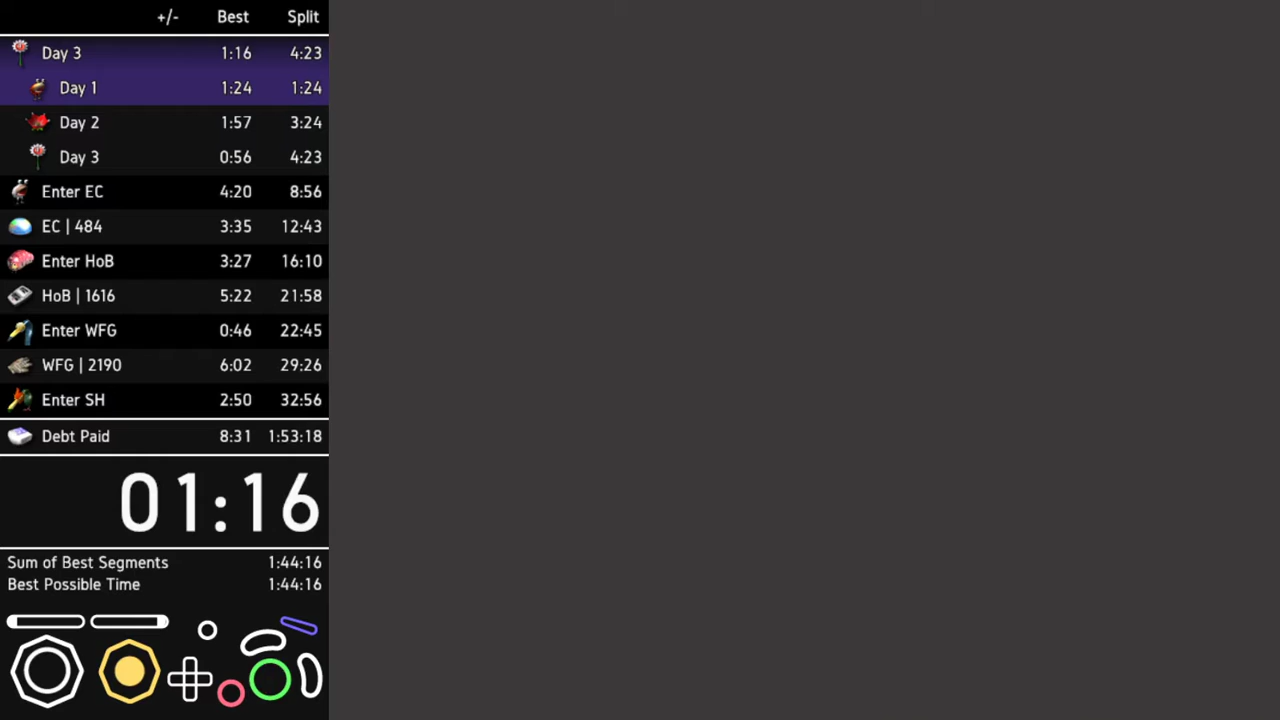 +/- Best Split
Day 3 1:16 4:23
Day 1 1:24 1:24
Day 2 1:57 3:24
Day 3 0:56 4:23
Enter EC 4:20 8:56
EC | 484 3:35 12:43
Enter HoB 3:27 16:10
HoB | 1616 5:22 21:58
Enter WFG 0:46 22:45
WFG | 2190 6:02 29:26
Enter SH 2:50 32:56
Debt Paid 8:31 1:53:18
01:16
Sum of Best Segments 1:44:16
Best Possible Time 1:44:16